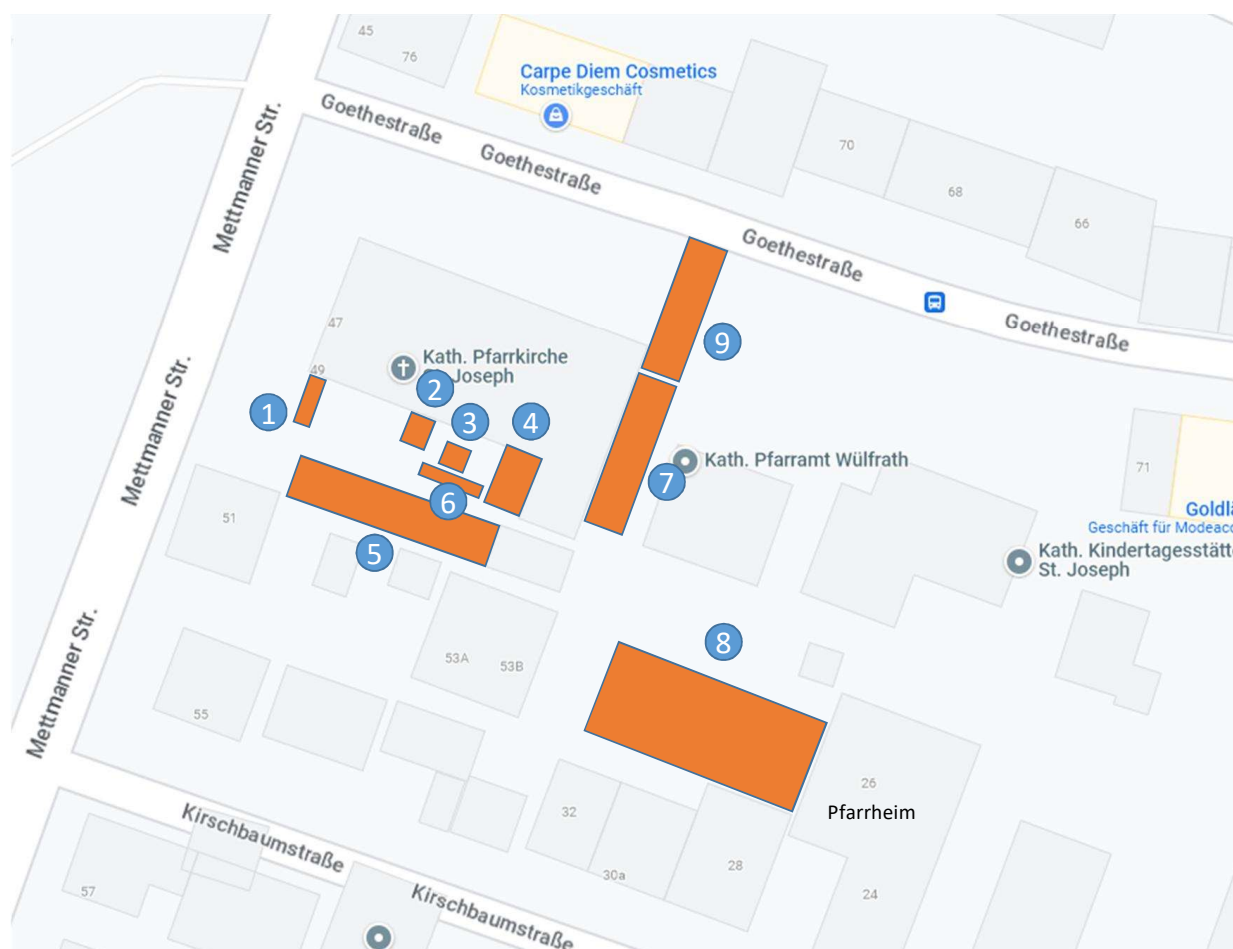 45
76
Carpe Diem Cosmetics
Kosmetikgeschäft
Goethestraße
Goethestraße
Goethestraße
Goethestraße
70
68
66
Mettmanner Str.
Mettmanner Str.
Mettmanner Str.
47
49
Kath. Pfarrkirche
St. Joseph
1
2
3
4
9
Kath. Pfarramt Wülfrath
7
6
5
51
71
Goldlä
Geschäft für Modeacc
Kath. Kindertagesstätte
St. Joseph
8
53A
53B
55
26
Pfarrheim
32
30a
28
24
57
Kirschbaumstraße
Kirschbaumstraße